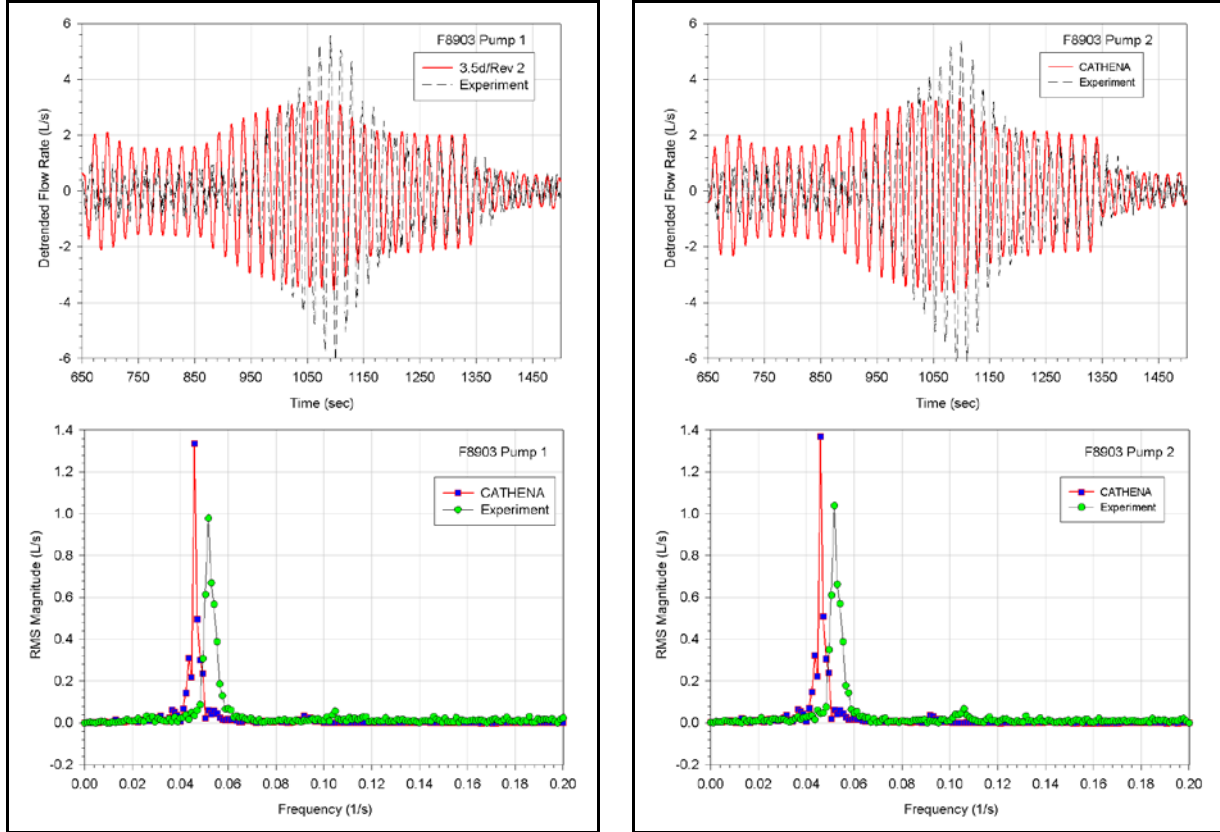 F8903 Pump 1
3.5d/Rev 2
Experiment
Detrended Flow Rate (L/s)
6
4
2
0
-2
-4
-6
650 750 850 950 1050 1150 1250 1350 1450
Time (sec)
F8903 Pump 2
CATHENA
Experiment
Detrended Flow Rate (L/s)
6
4
2
0
-2
-4
-6
650 750 850 950 1050 1150 1250 1350 1450
Time (sec)
F8903 Pump 1
CATHENA
Experiment
RMS Magnitude (L/s)
1.4
1.2
1.0
0.8
0.6
0.4
0.2
0.0
-0.2
0.00 0.02 0.04 0.06 0.08 0.10 0.12 0.14 0.16 0.18 0.20
Frequency (1/s)
F8903 Pump 2
CATHENA
Experiment
RMS Magnitude (L/s)
1.4
1.2
1.0
0.8
0.6
0.4
0.2
0.0
-0.2
0.00 0.02 0.04 0.06 0.08 0.10 0.12 0.14 0.16 0.18 0.20
Frequency (1/s)